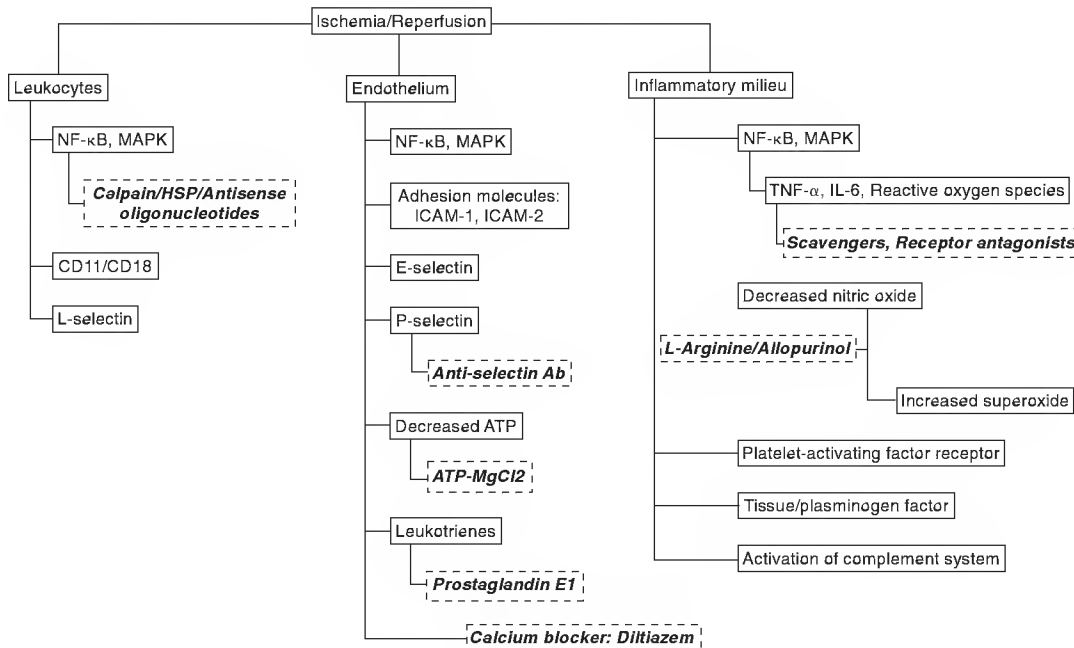 Ischemia/Reperfusion
Leukocytes
NF-κB, MAPK
Calpain/HSP/Antisense
oligonucleotides
CD11/CD18
L-selectin
Endothelium
NF-κB, MAPK
Adhesion molecules:
ICAM-1, ICAM-2
E-selectin
P-selectin
Anti-selectin Ab
Decreased ATP
ATP-MgCl2
Leukotrienes
Prostaglandin E1
Calcium blocker: Diltiazem
Inflammatory milieu
NF-κB, MAPK
TNF-α, IL-6, Reactive oxygen species
Scavengers, Receptor antagonists
Decreased nitric oxide
L-Arginine/Allopurinol
Increased superoxide
Platelet-activating factor receptor
Tissue/plasminogen factor
Activation of complement system